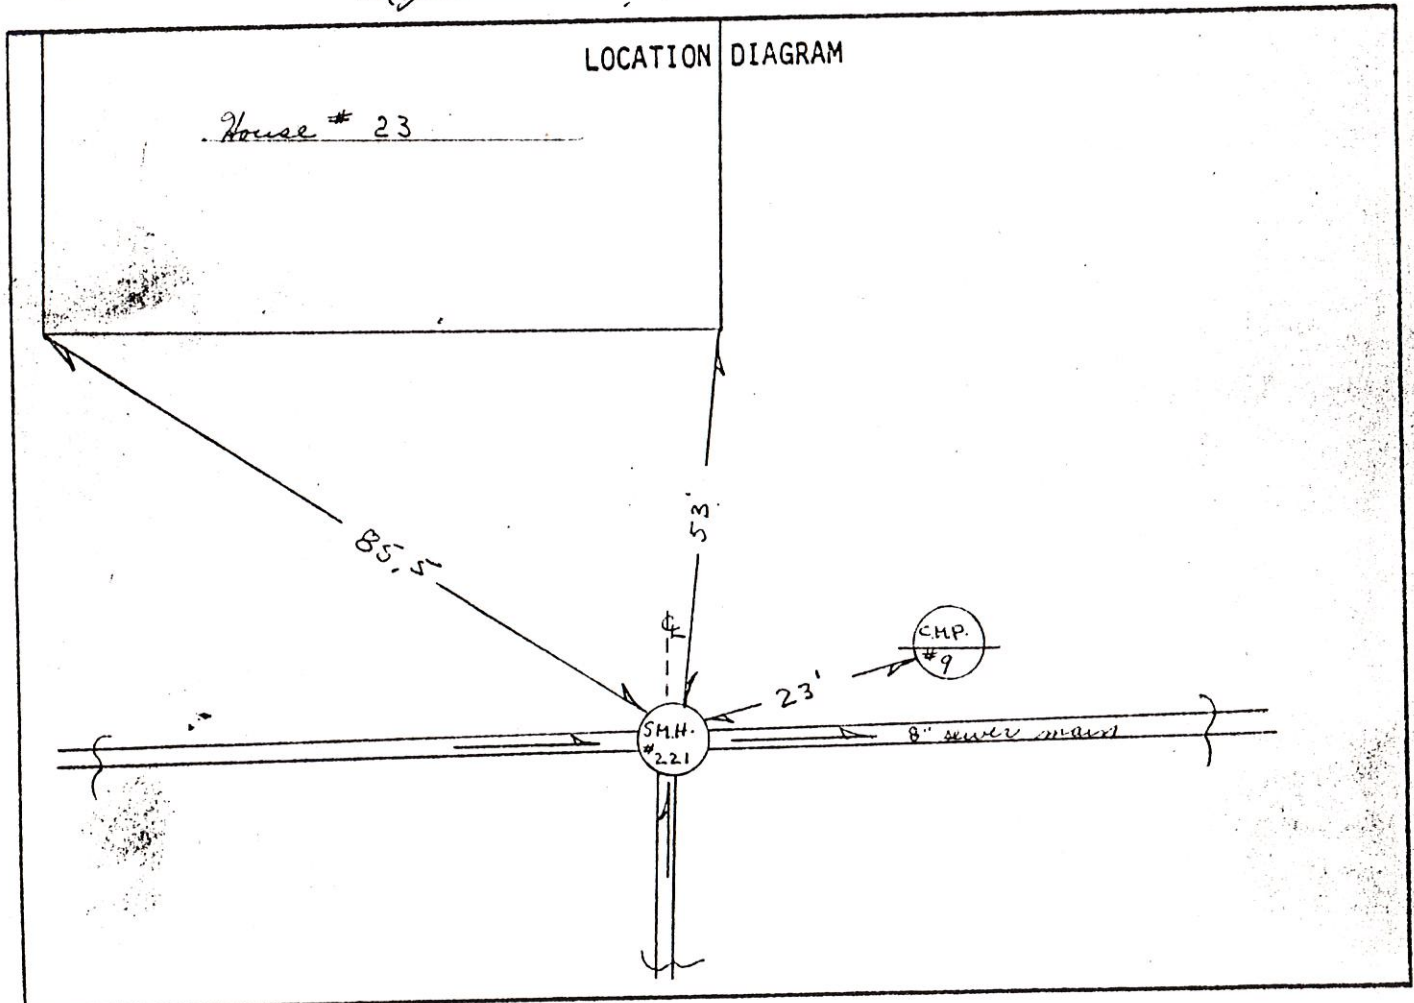 LOCATION DIAGRAM
House # 23
85.5
53'
℄
C.M.P.
#9
23'
S.M.H.
#221
8" sewer main